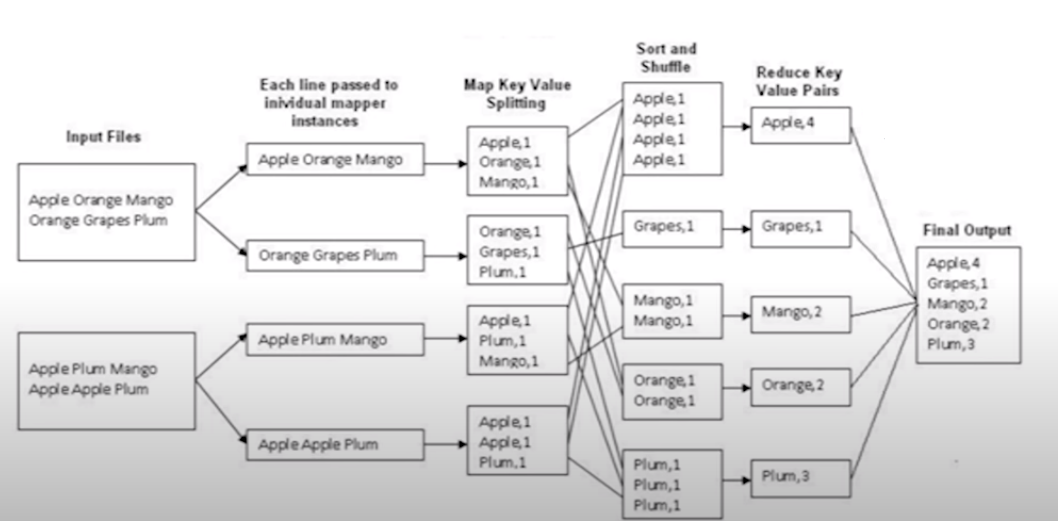 Input Files
Apple Orange Mango
Orange Grapes Plum
Apple Plum Mango
Apple Apple Plum
Each line passed to
inividual mapper
instances
Apple Orange Mango
Orange Grapes Plum
Apple Plum Mango
Apple Apple Plum
Map Key Value
Splitting
Apple,1
Orange,1
Mango,1
Orange,1
Grapes,1
Plum,1
Apple,1
Plum,1
Mango,1
Apple,1
Apple,1
Plum,1
Sort and
Shuffle
Apple,1
Apple,1
Apple,1
Apple,1
Grapes,1
Mango,1
Mango,1
Orange,1
Orange,1
Plum,1
Plum,1
Plum,1
Reduce Key
Value Pairs
Apple,4
Grapes,1
Mango,2
Orange,2
Plum,3
Final Output
Apple,4
Grapes,1
Mango,2
Orange,2
Plum,3